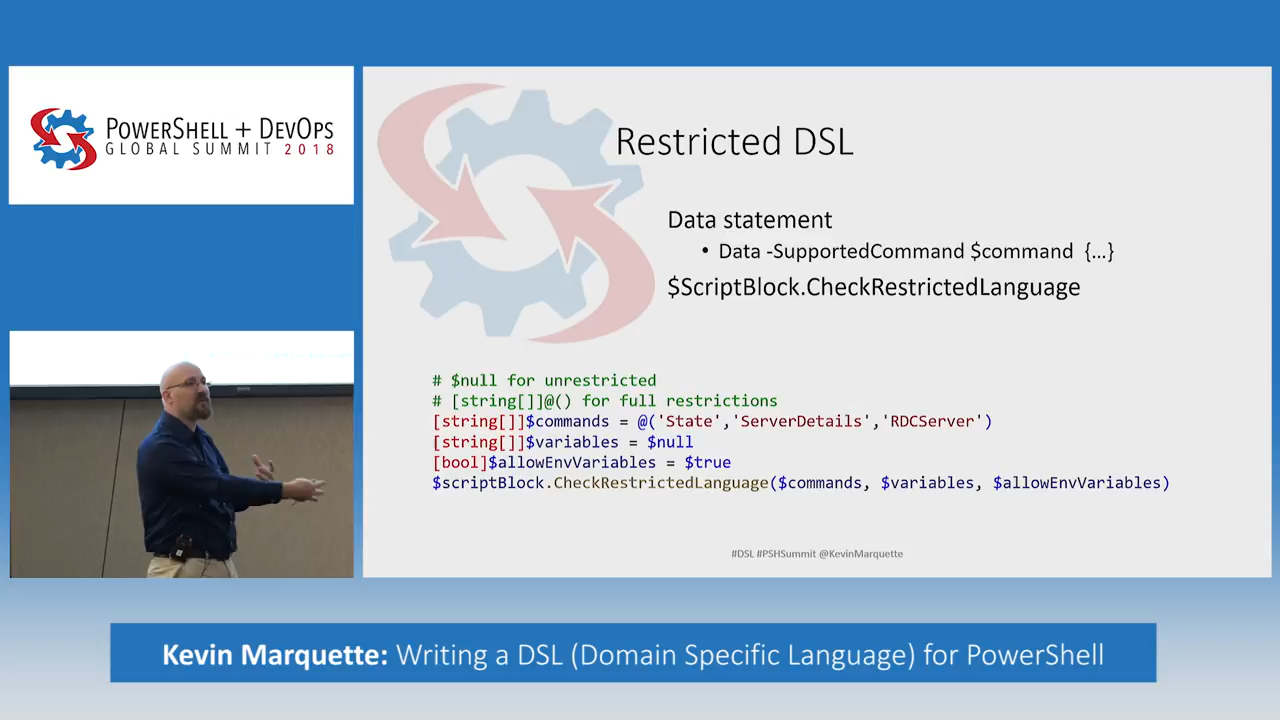 POWERSHELL + DEVOPS
GLOBAL SUMMIT 2018
Restricted DSL
Data statement
• Data -SupportedCommand $command {...}
$ScriptBlock.CheckRestrictedLanguage
# $null for unrestricted
# [string[]]@() for full restrictions
[string[]]$commands = @('State','ServerDetails','RDCServer')
[string[]]$variables = $null
[bool]$allowEnvVariables = $true
$scriptBlock.CheckRestrictedLanguage($commands, $variables, $allowEnvVariables)
#DSL #PSHSummit @KevinMarquette
Kevin Marquette: Writing a DSL (Domain Specific Language) for PowerShell